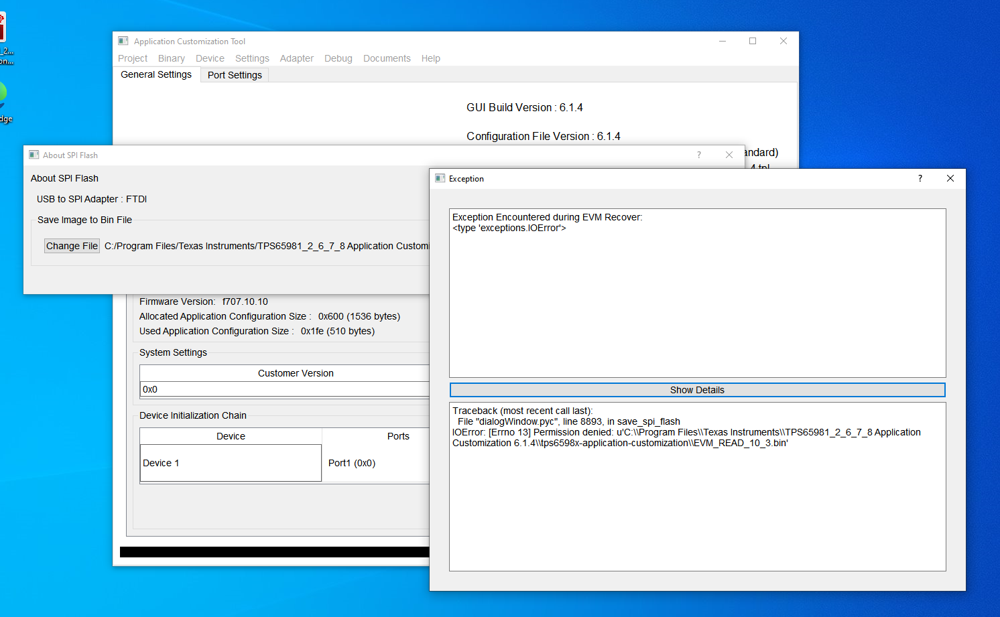 _2...
on...
dge
Application Customization Tool
Project Binary Device Settings Adapter Debug Documents Help
General Settings Port Settings
GUI Build Version : 6.1.4
Configuration File Version : 6.1.4
andard)
About SPI Flash ?
About SPI Flash
USB to SPI Adapter : FTDI
Save Image to Bin File
Change File C:/Program Files/Texas Instruments/TPS65981_2_6_7_8 Application Customi
Firmware Version: f707.10.10
Allocated Application Configuration Size : 0x600 (1536 bytes)
Used Application Configuration Size : 0x1fe (510 bytes)
System Settings
Customer Version
0x0
Device Initialization Chain
Device Ports
Device 1 Port1 (0x0)
Exception ?
Exception Encountered during EVM Recover:
<type 'exceptions.IOError'>
Show Details
Traceback (most recent call last):
File "dialogWindow.pyc", line 8893, in save_spi_flash
IOError: [Errno 13] Permission denied: u'C:\\Program Files\\Texas Instruments\\TPS65981_2_6_7_8 Application
Customization 6.1.4\\tps6598x-application-customization\\EVM_READ_10_3.bin'